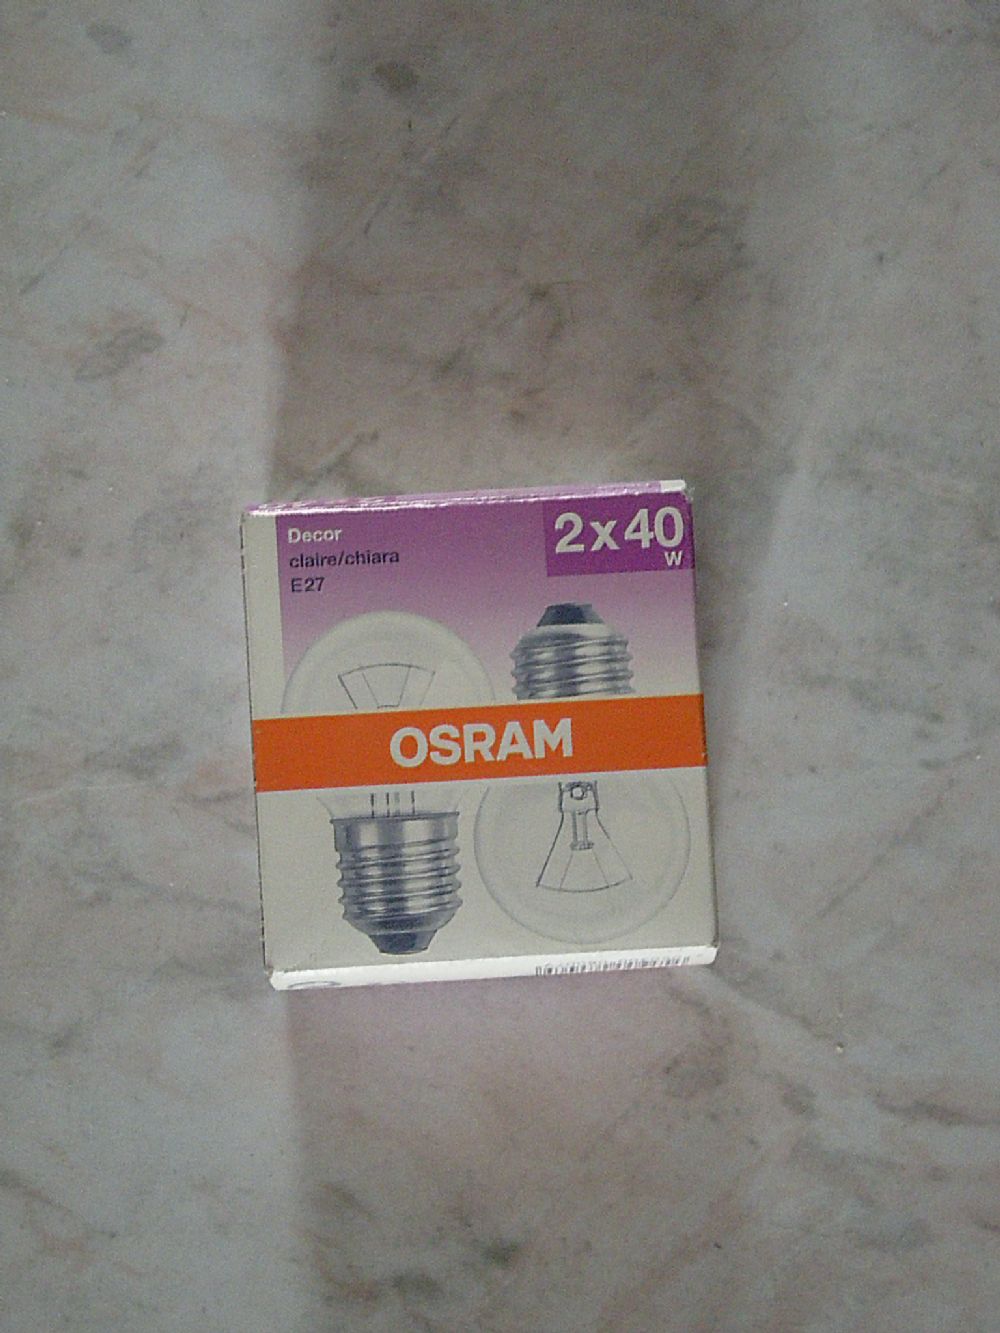 Decor
claire/chiara
E27
2x40
W
OSRAM